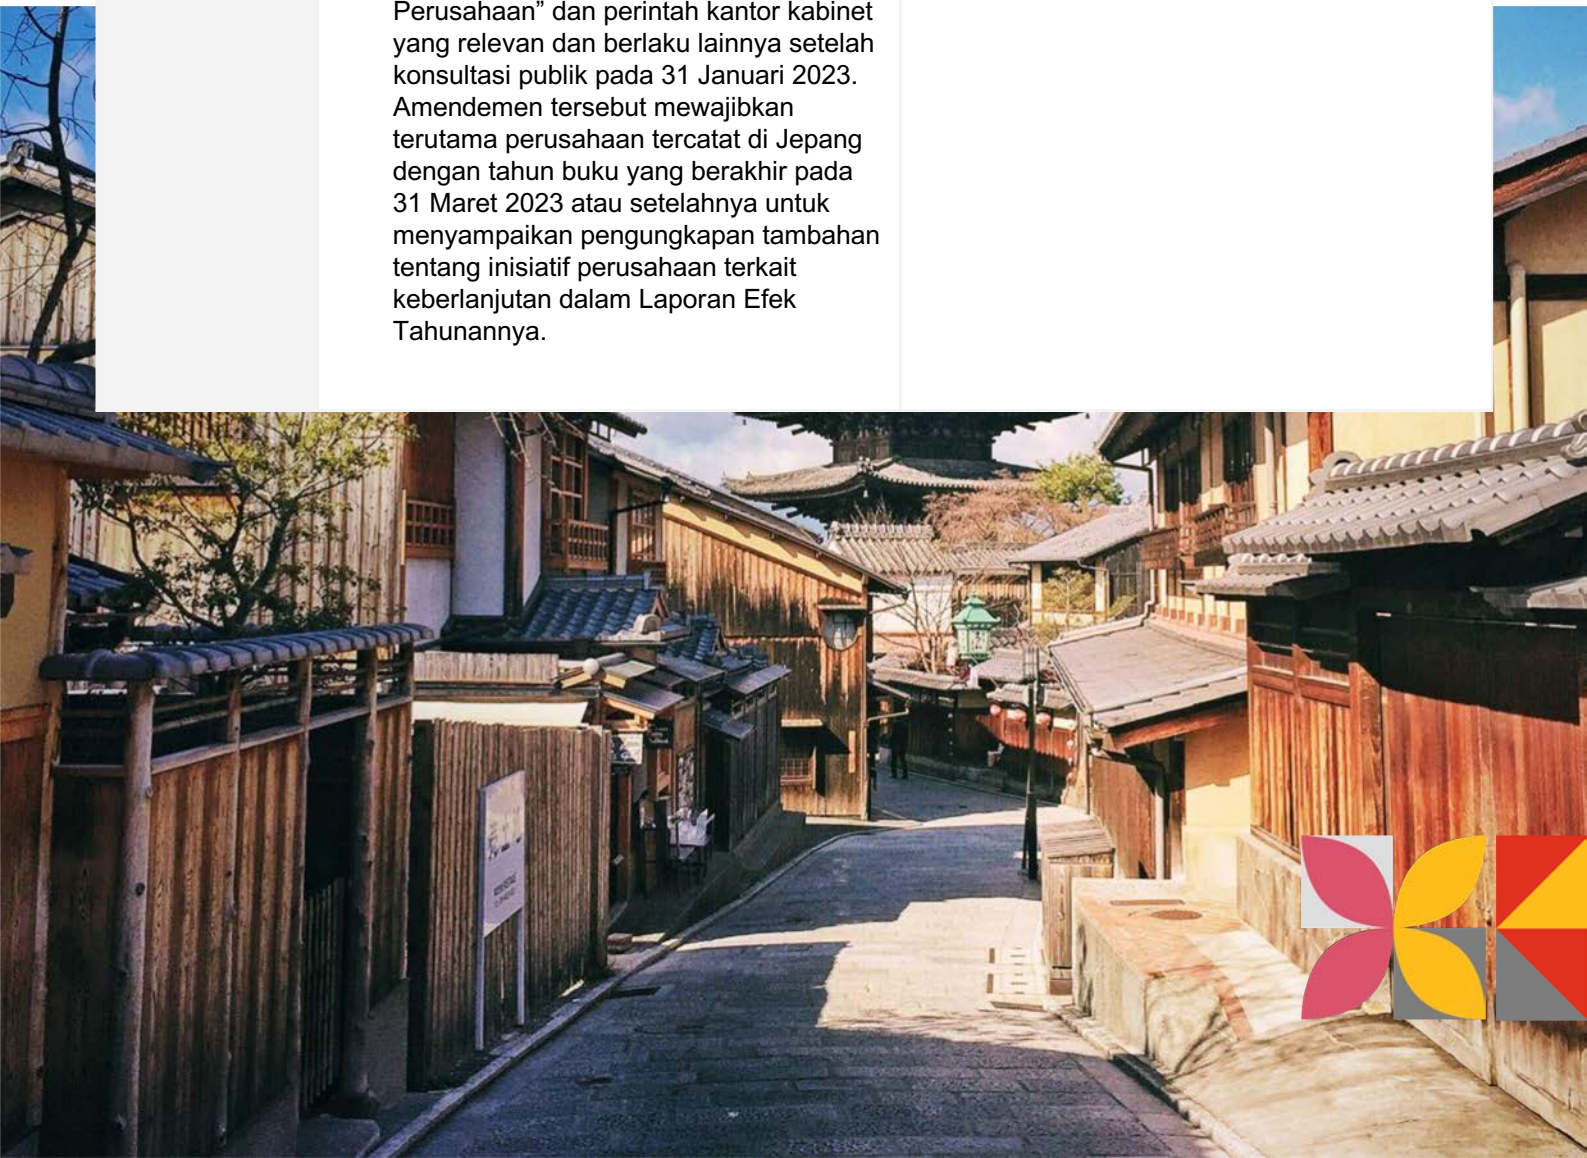 Perusahaan” dan perintah kantor kabinet
yang relevan dan berlaku lainnya setelah
konsultasi publik pada 31 Januari 2023.
Amendemen tersebut mewajibkan
terutama perusahaan tercatat di Jepang
dengan tahun buku yang berakhir pada
31 Maret 2023 atau setelahnya untuk
menyampaikan pengungkapan tambahan
tentang inisiatif perusahaan terkait
keberlanjutan dalam Laporan Efek
Tahunannya.